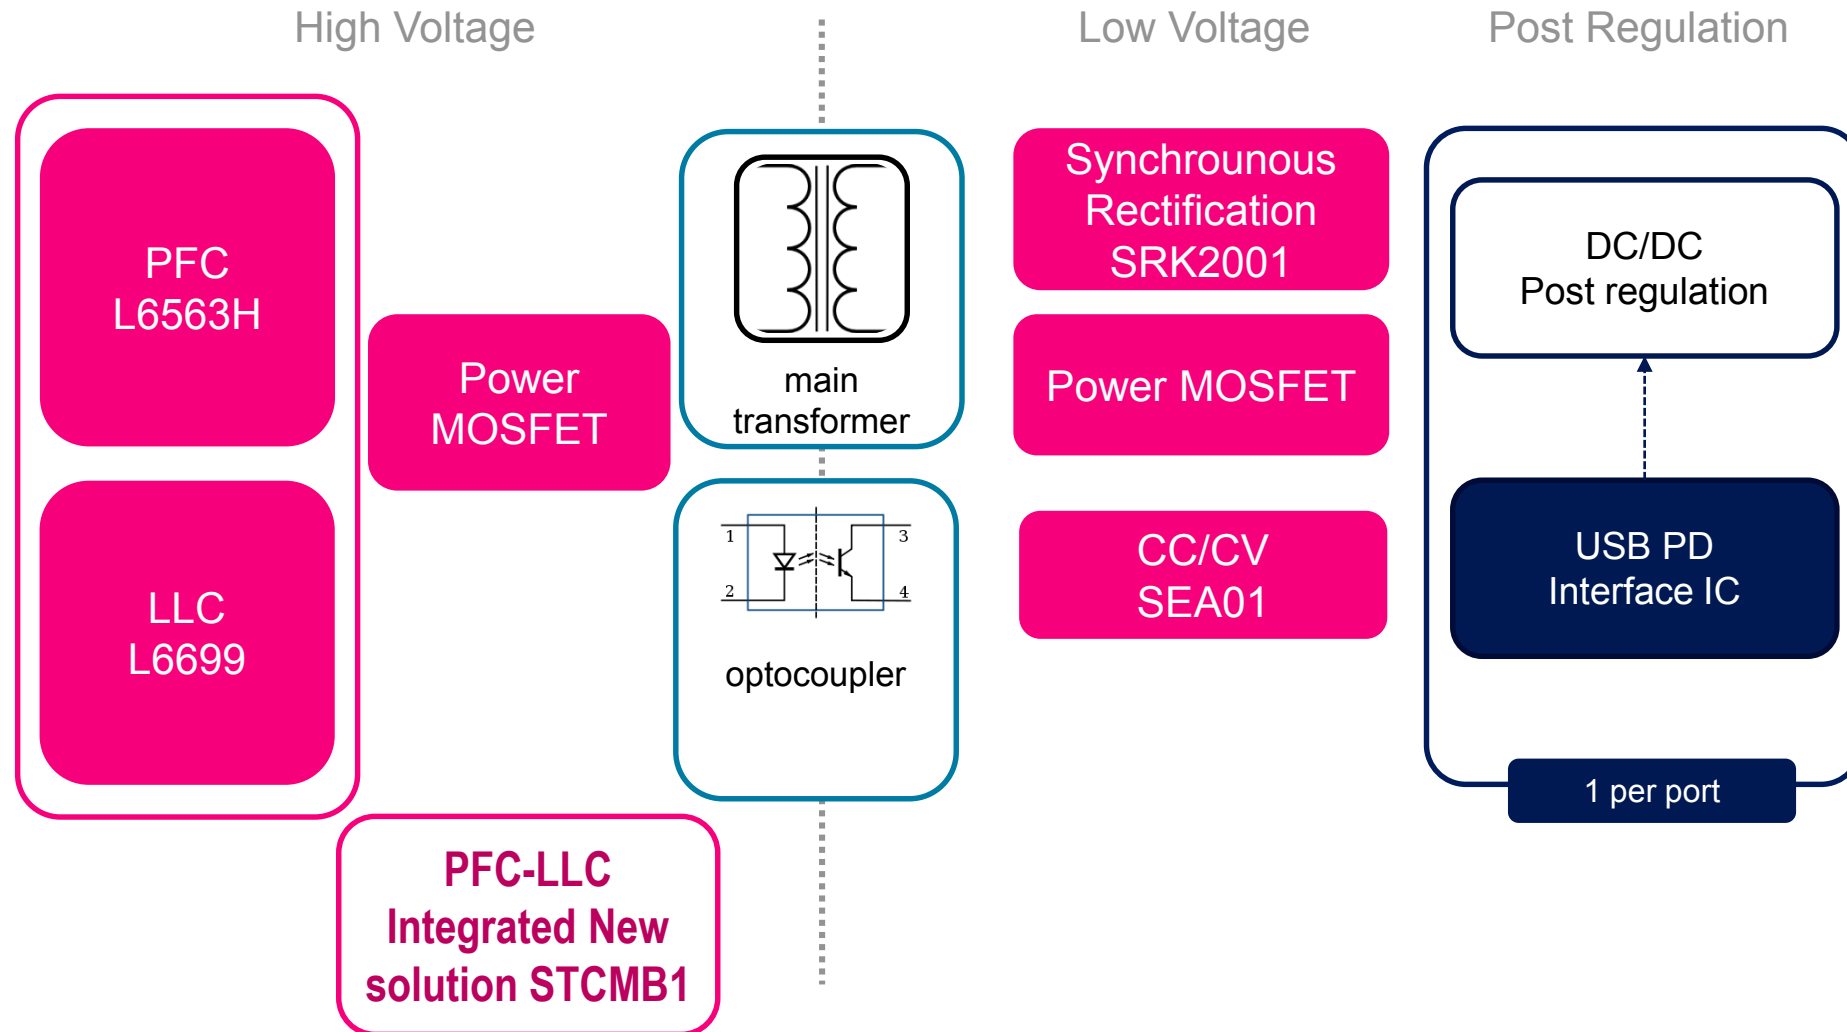 High Voltage
Low Voltage
Post Regulation
PFC
L6563H
LLC
L6699
Power
MOSFET
main
transformer
1
2
3
4
optocoupler
Synchrounous
Rectification
SRK2001
Power MOSFET
CC/CV
SEA01
DC/DC
Post regulation
USB PD
Interface IC
1 per port
PFC-LLC
Integrated New
solution STCMB1